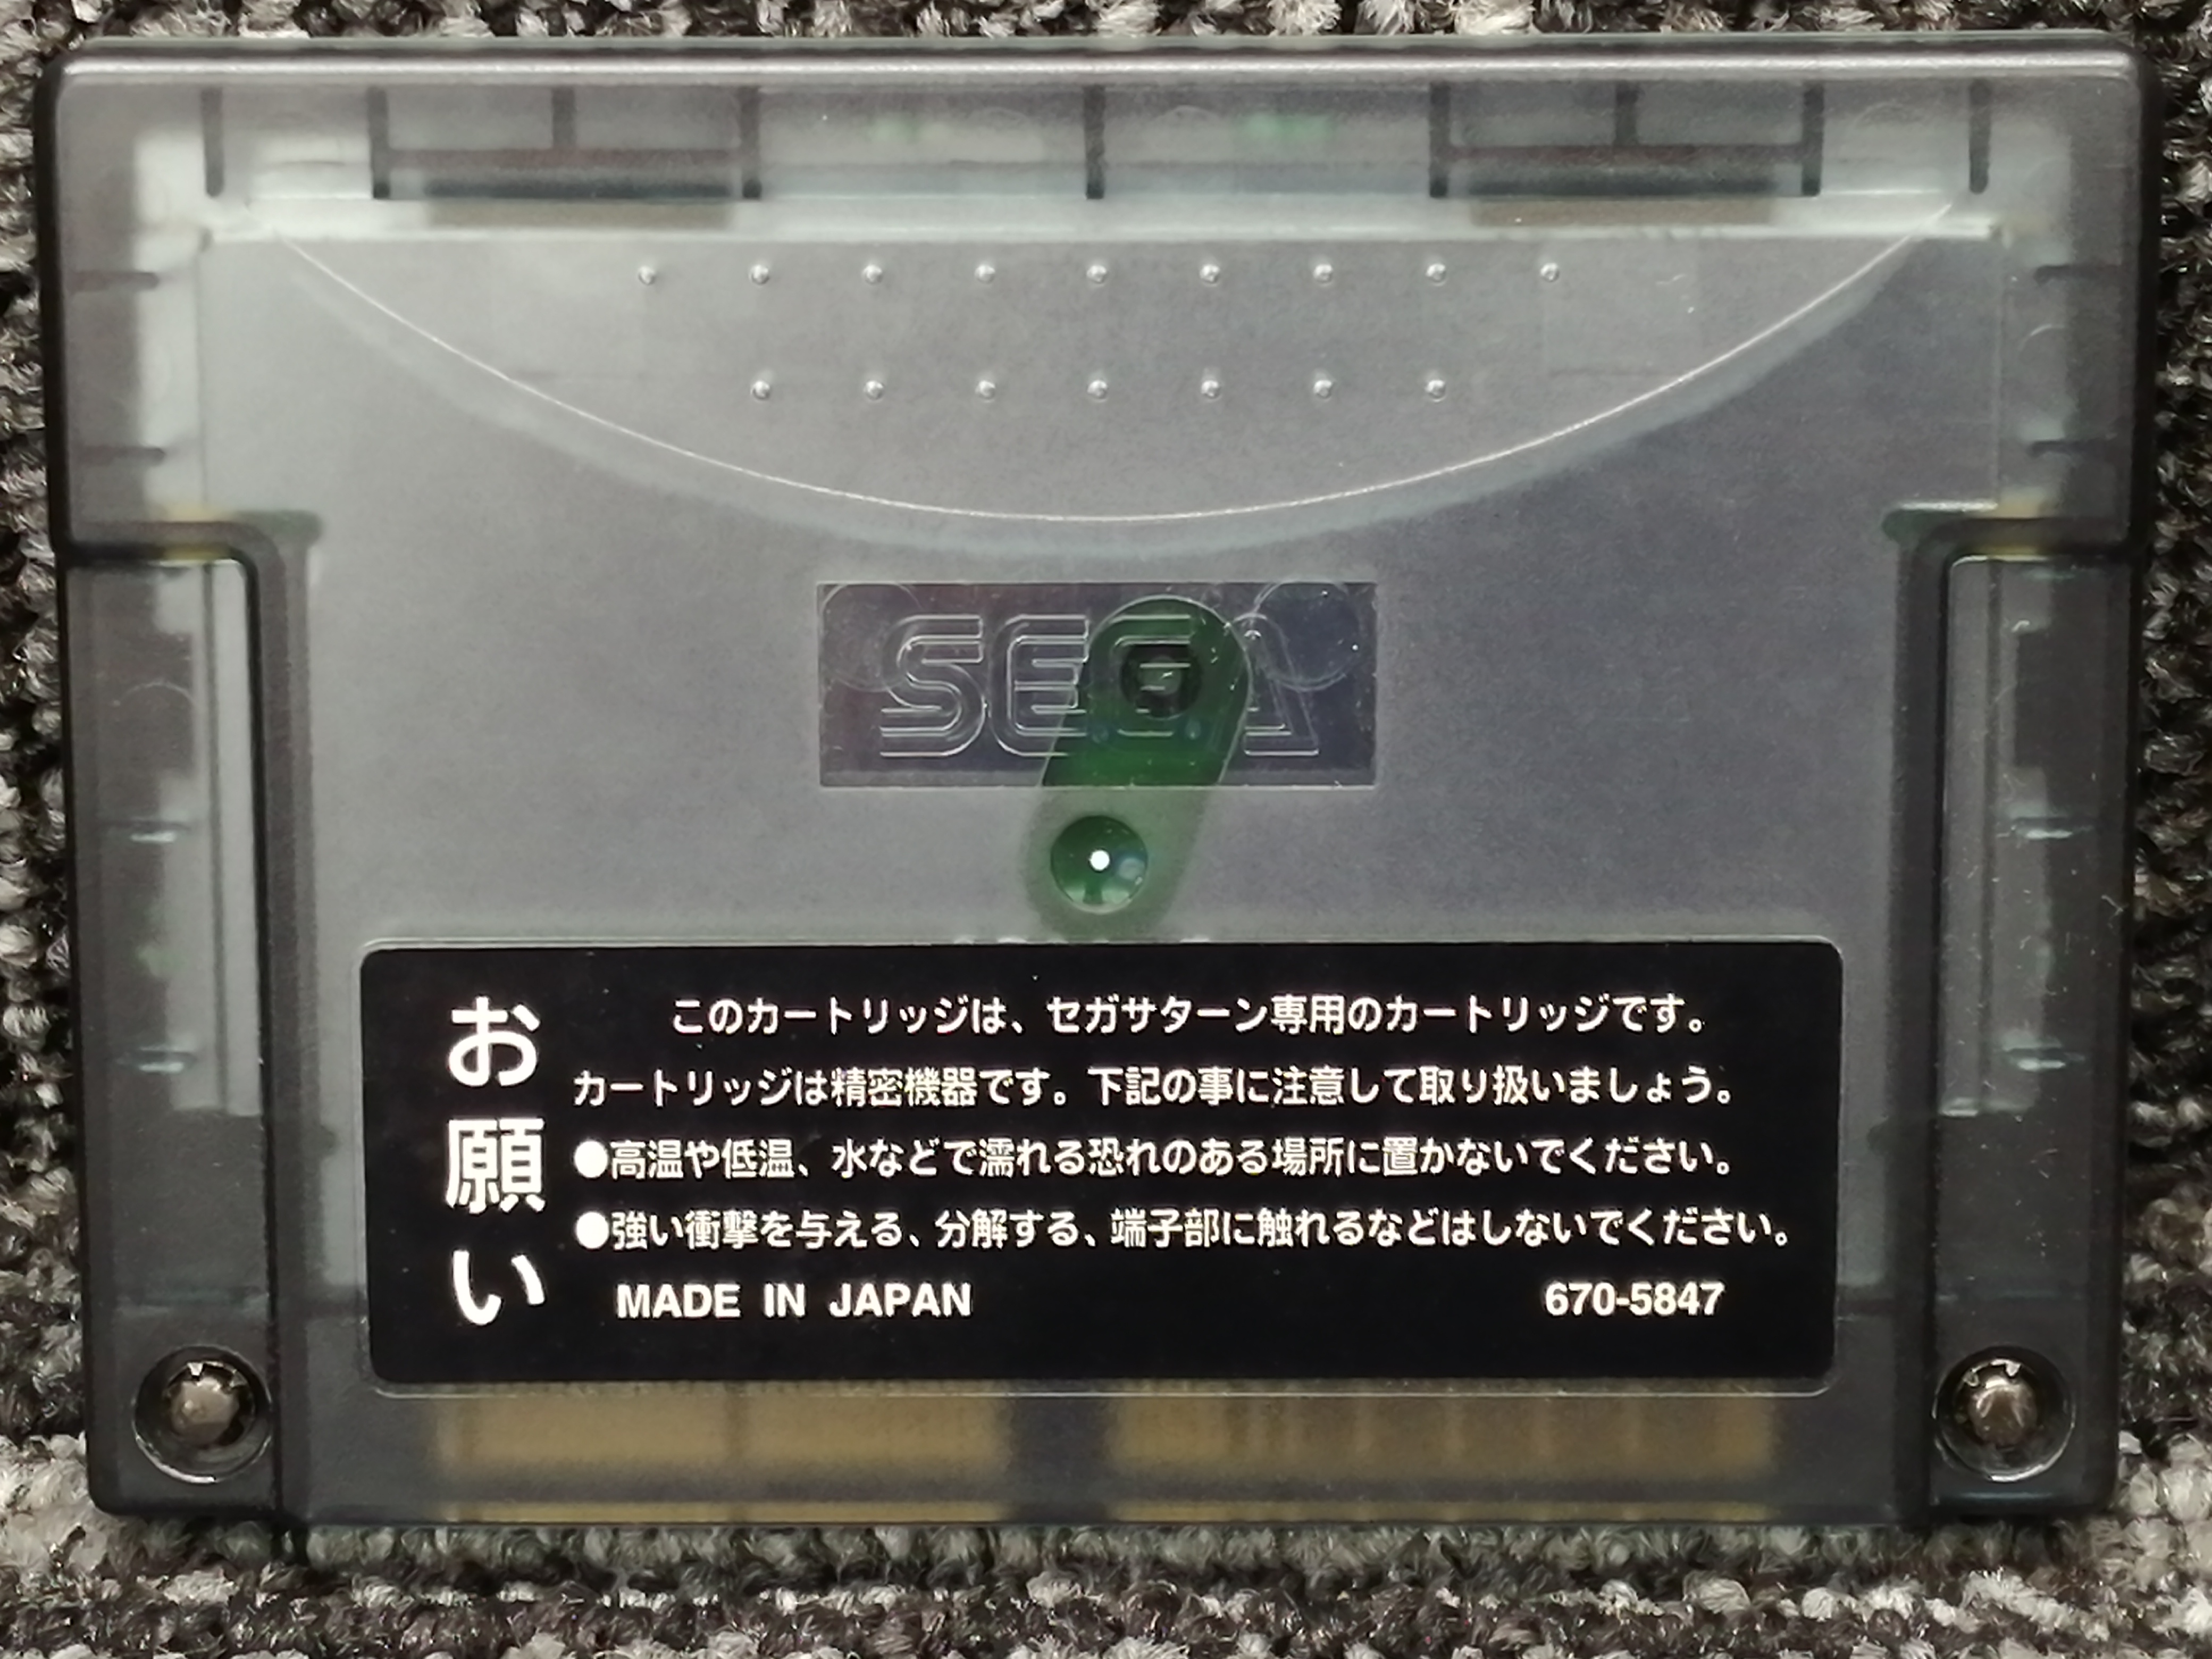 SEGA
お願い
このカートリッジは、セガサターン専用のカートリッジです。
カートリッジは精密機器です。下記の事に注意して取り扱いましょう。
●高温や低温、水などで濡れる恐れのある場所に置かないでください。
●強い衝撃を与える、分解する、端子部に触れるなどはしないでください。
MADE IN JAPAN 670-5847